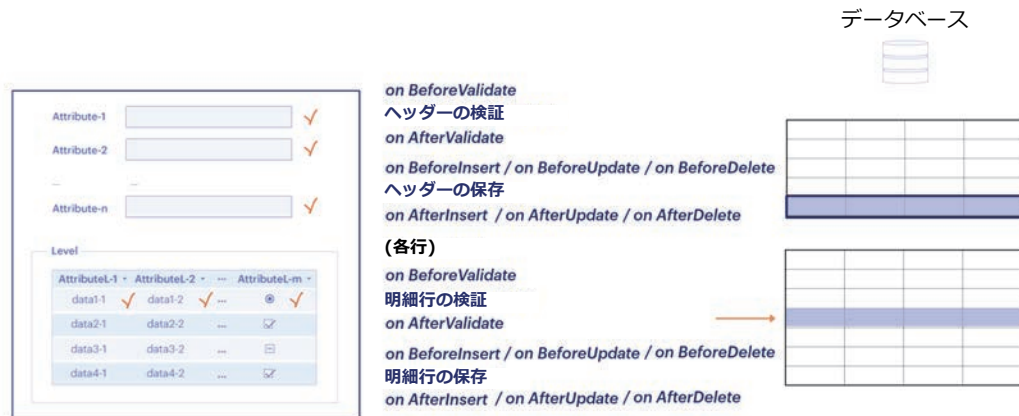 データベース
Attribute-1
Attribute-2
...
...
Attribute-n
Level
AttributeL-1 AttributeL-2 ... AttributeL-m
data1-1 data1-2 ...
data2-1 data2-2 ...
data3-1 data3-2 ...
data4-1 data4-2 ...
on BeforeValidate
ヘッダーの検証
on AfterValidate
on BeforeInsert / on BeforeUpdate / on BeforeDelete
ヘッダーの保存
on AfterInsert / on AfterUpdate / on AfterDelete
(各行)
on BeforeValidate
明細行の検証
on AfterValidate
on BeforeInsert / on BeforeUpdate / on BeforeDelete
明細行の保存
on AfterInsert / on AfterUpdate / on AfterDelete